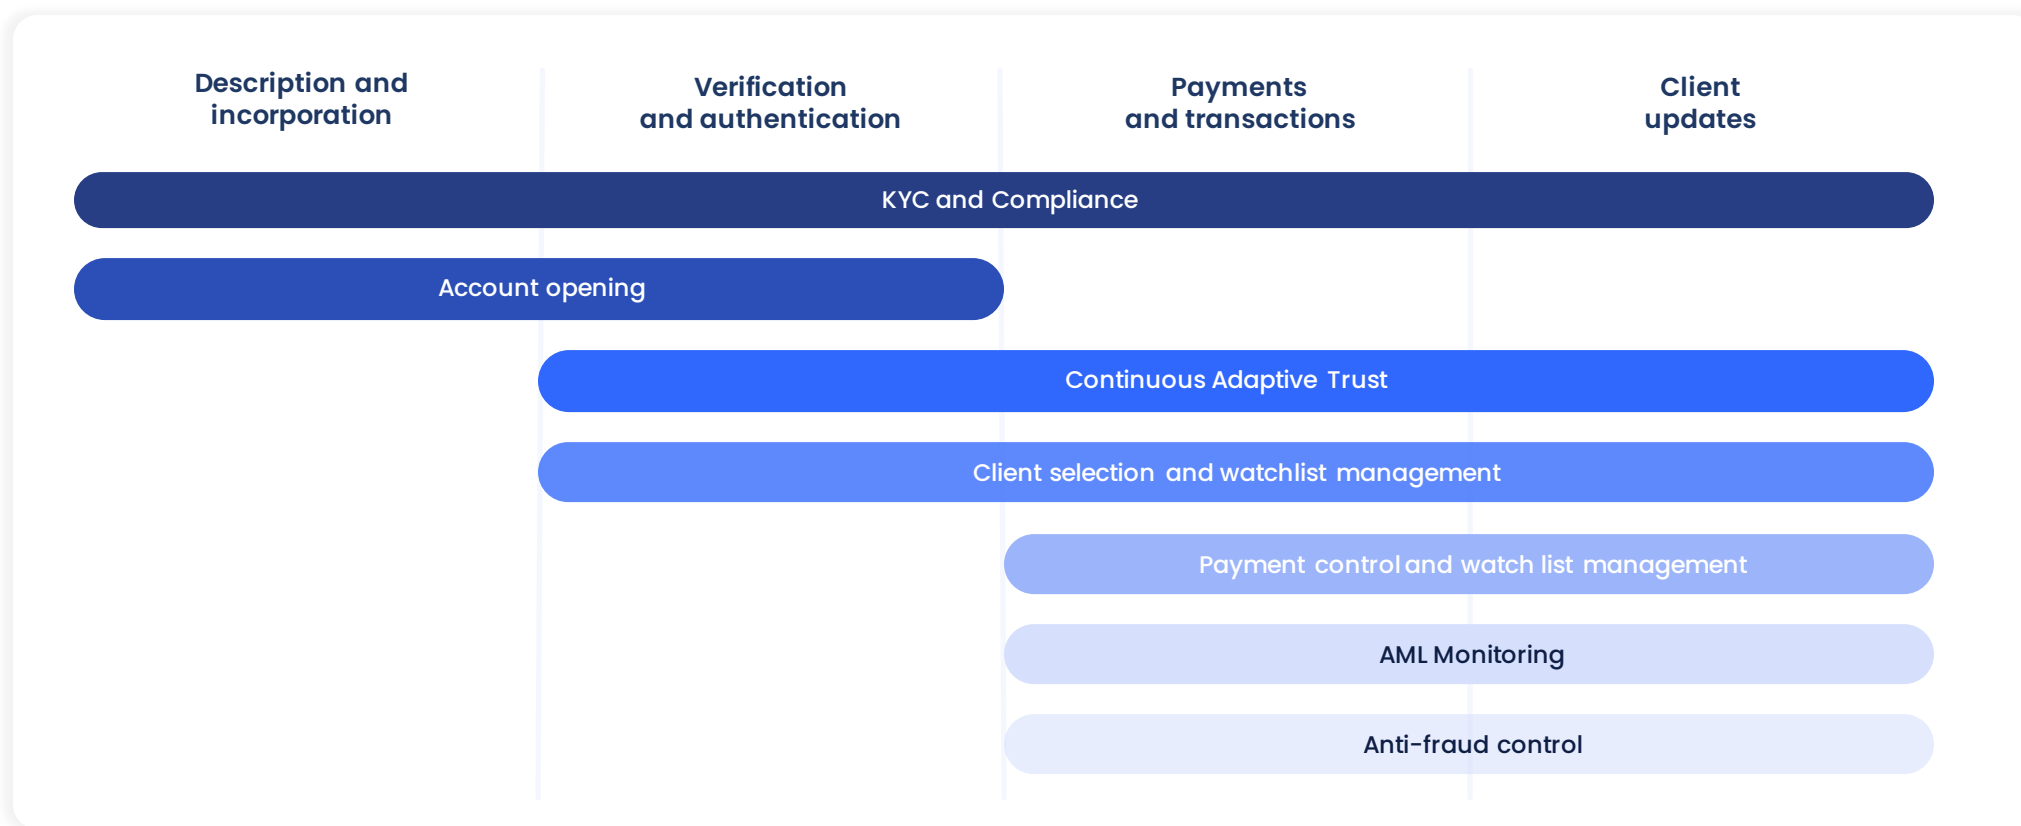 Description and
incorporation
Verification
and authentication
Payments
and transactions
Client
updates
KYC and Compliance
Account opening
Continuous Adaptive Trust
Client selection and watchlist management
Payment control and watch list management
AML Monitoring
Anti-fraud control